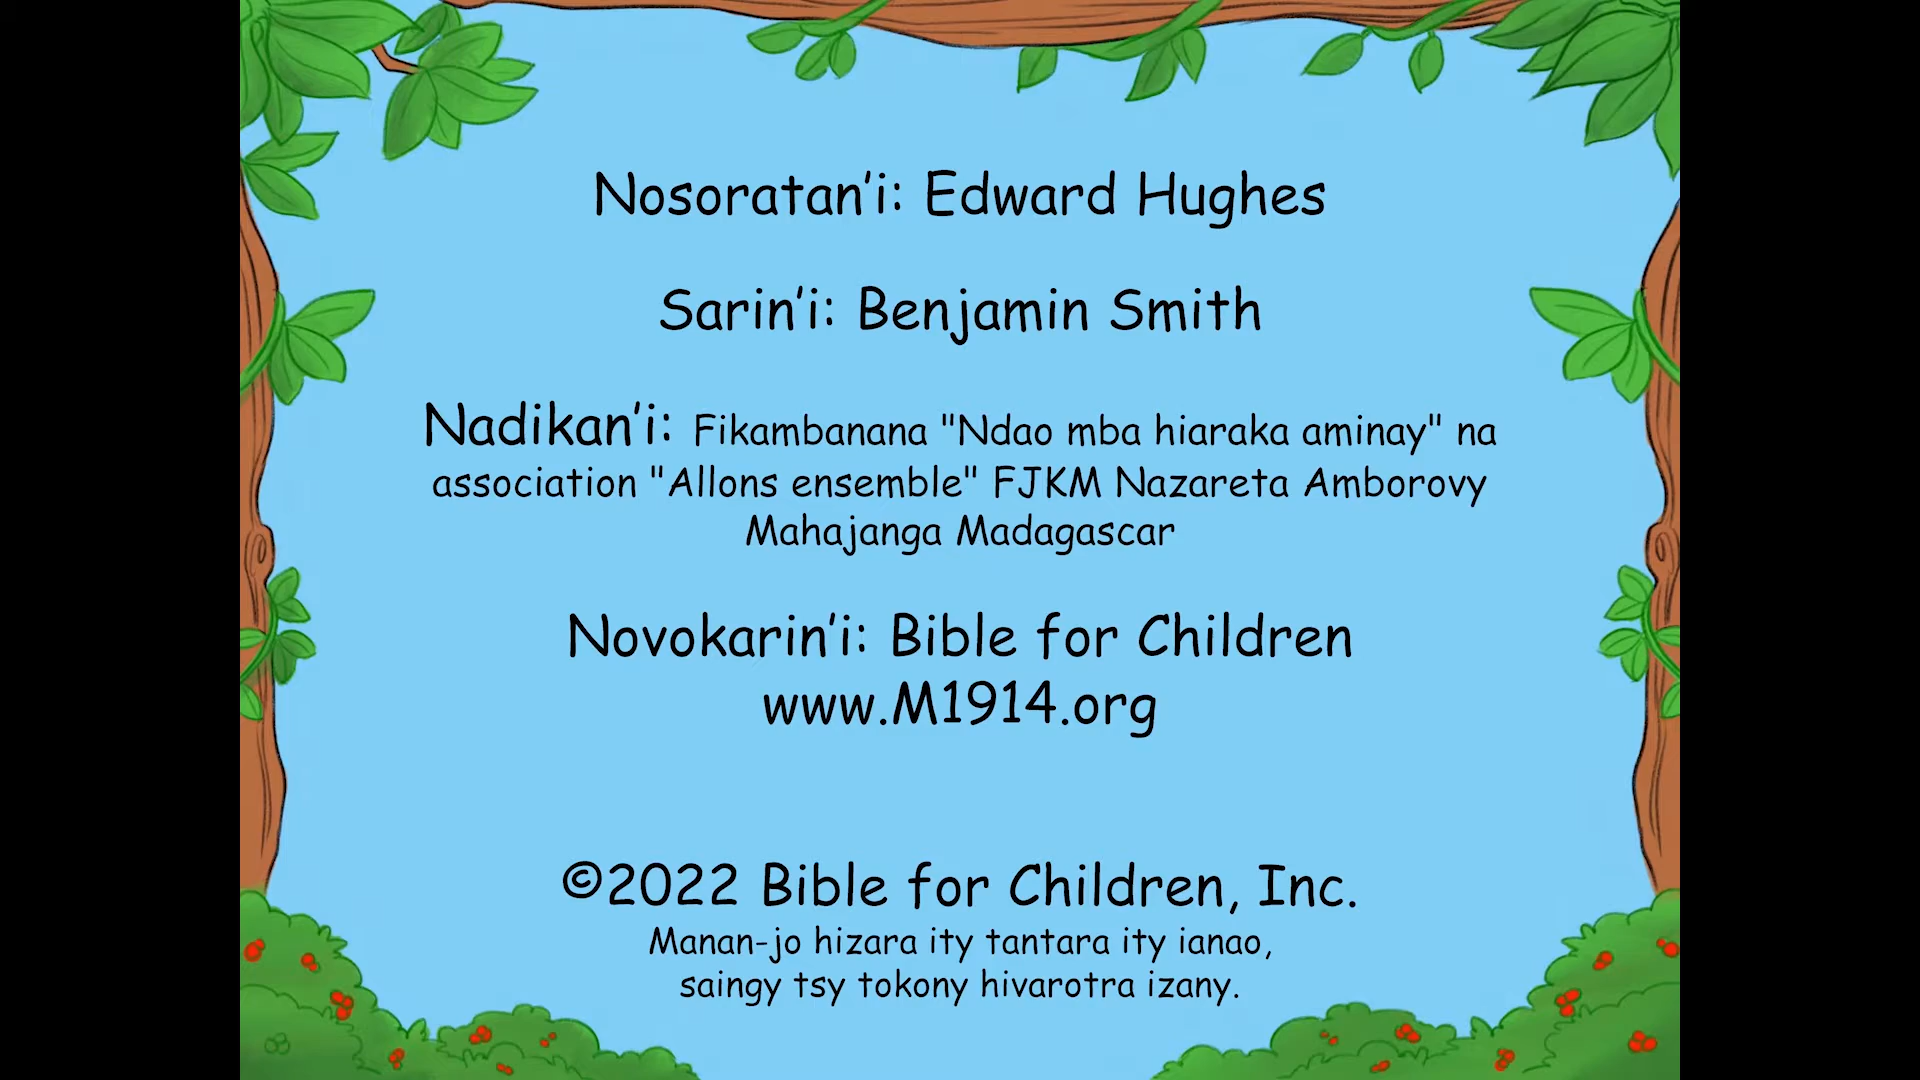 Nosoratan'i: Edward Hughes
Sarin'i: Benjamin Smith
Nadikan'i: Fikambanana "Ndao mba hiaraka aminay" na
association "Allons ensemble" FJKM Nazareta Amborovy
Mahajanga Madagascar
Novokarin'i: Bible for Children
www.M1914.org
©2022 Bible for Children, Inc.
Manan-jo hizara ity tantara ity ianao,
saingy tsy tokony hivarotra izany.